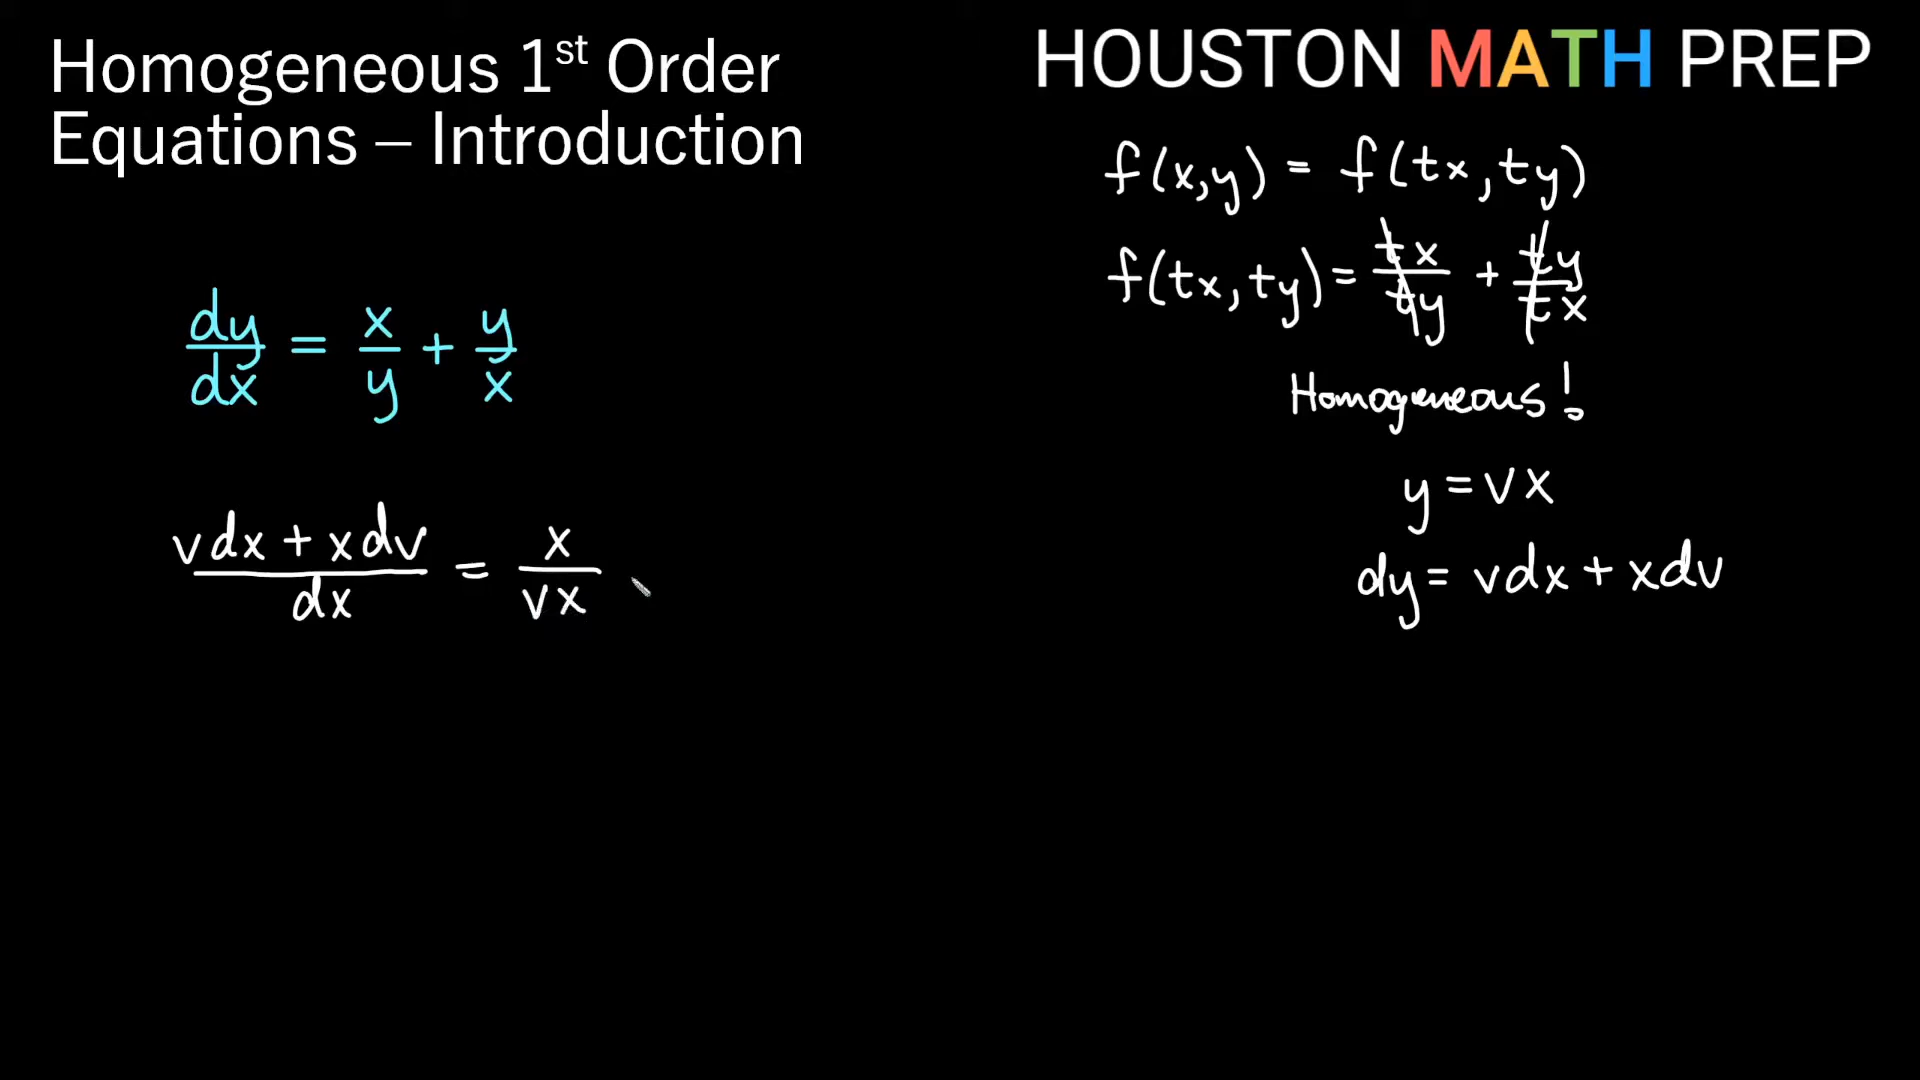 Homogeneous 1st Order
Equations – Introduction
HOUSTON MATH PREP
f(x,y) = f(tx,ty)
f(tx,ty) = tx/ty + ty/tx
Homogeneous!
y = vx
dy = vdx + xdv
dy/dx = x/y + y/x
vdx + xdv/dx = x/vx